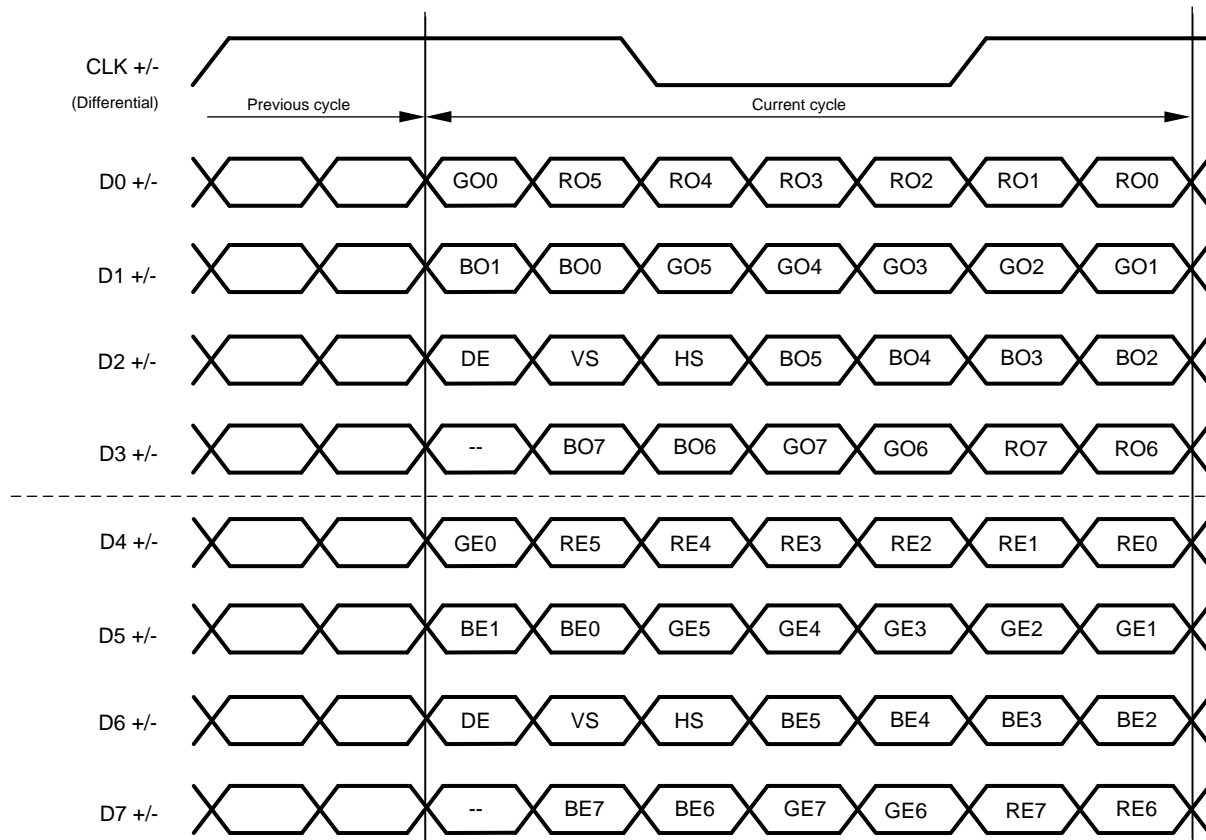 CLK +/-
(Differential)
Previous cycle Current cycle
D0 +/- GO0 RO5 RO4 RO3 RO2 RO1 RO0
D1 +/- BO1 BO0 GO5 GO4 GO3 GO2 GO1
D2 +/- DE VS HS BO5 BO4 BO3 BO2
D3 +/- -- BO7 BO6 GO7 GO6 RO7 RO6
D4 +/- GE0 RE5 RE4 RE3 RE2 RE1 RE0
D5 +/- BE1 BE0 GE5 GE4 GE3 GE2 GE1
D6 +/- DE VS HS BE5 BE4 BE3 BE2
D7 +/- -- BE7 BE6 GE7 GE6 RE7 RE6